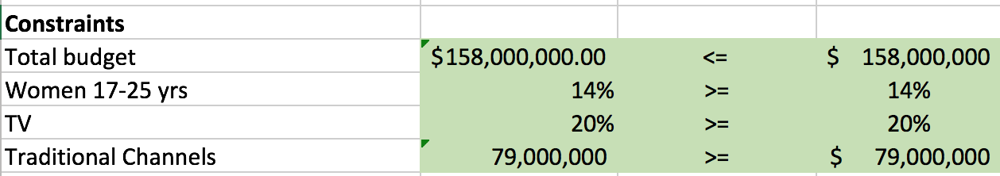 Constraints
Total budget $158,000,000.00 <= $ 158,000,000
Women 17-25 yrs 14% >= 14%
TV 20% >= 20%
Traditional Channels 79,000,000 >= $ 79,000,000